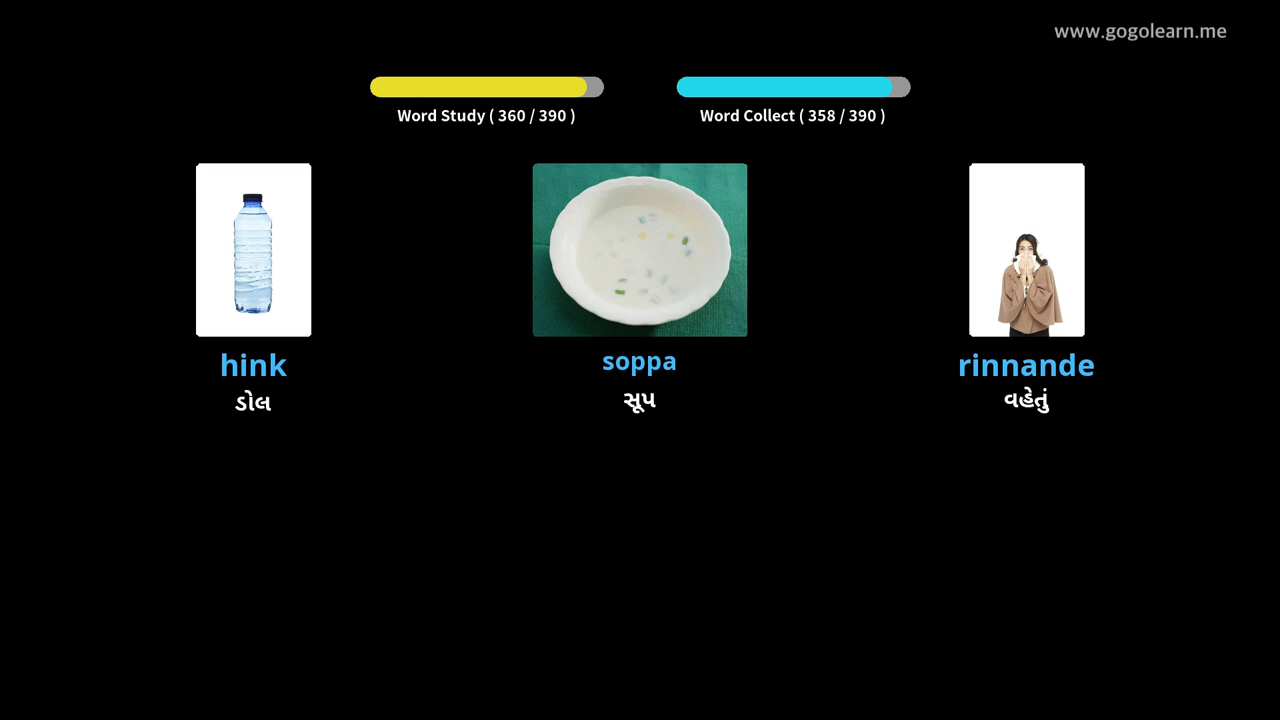 www.gogolearn.me
Word Study ( 360 / 390 )
Word Collect ( 358 / 390 )
hink
soppa
rinnande
ડોલ
સૂપ
વહેતું